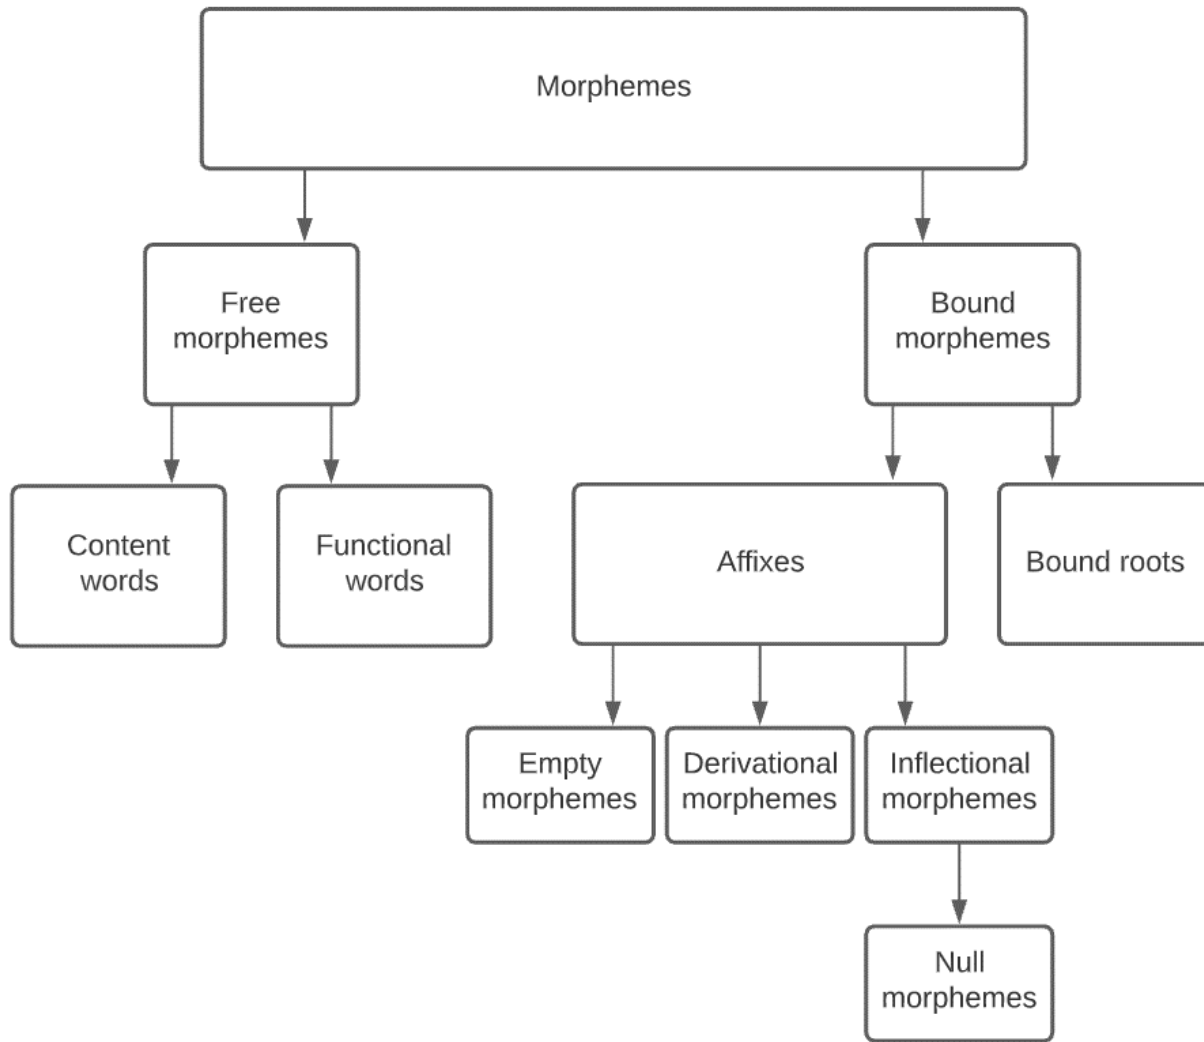 Morphemes
Free
morphemes
Bound
morphemes
Content
words
Functional
words
Affixes
Bound roots
Empty
morphemes
Derivational
morphemes
Inflectional
morphemes
Null
morphemes